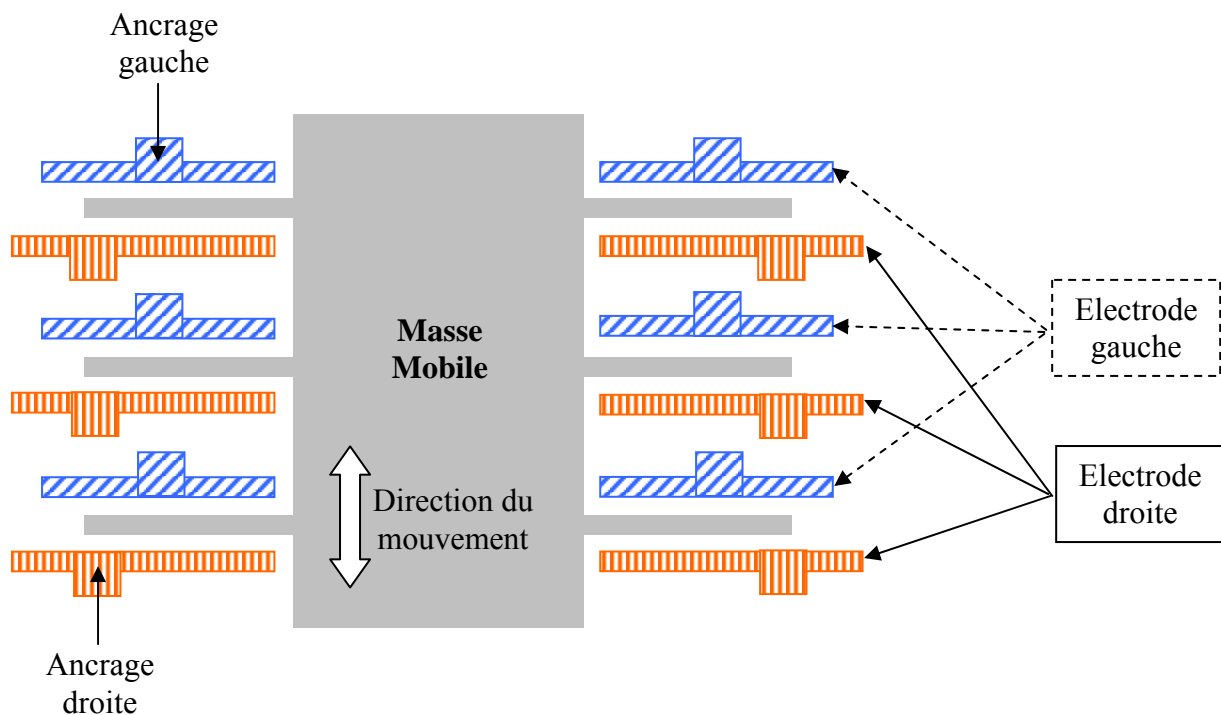 Ancrage
gauche
Masse
Mobile
Electrode
gauche
Direction du
mouvement
Electrode
droite
Ancrage
droite